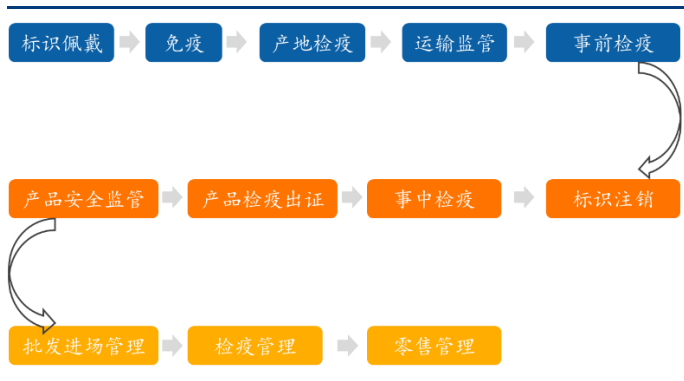 标识佩戴 免疫 产地检疫 运输监管 事前检疫
产品安全监管 产品检疫出证 事中检疫 标识注销
批发进场管理 检疫管理 零售管理